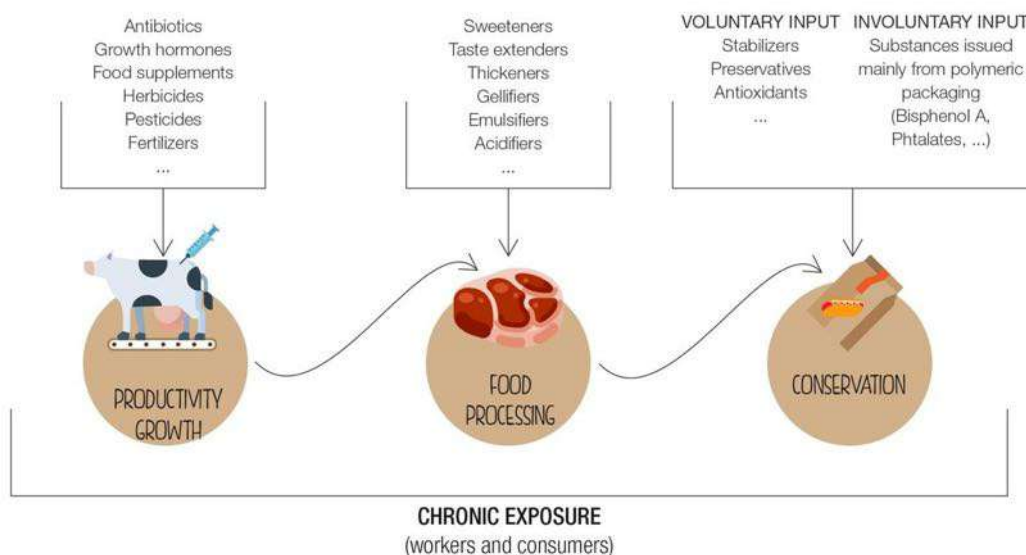 Antibiotics
Growth hormones
Food supplements
Herbicides
Pesticides
Fertilizers
...
Sweeteners
Taste extenders
Thickeners
Gellifiers
Emulsifiers
Acidifiers
...
VOLUNTARY INPUT
Stabilizers
Preservatives
Antioxidants
...
INVOLUNTARY INPUT
Substances issued
mainly from polymeric
packaging
(Bisphenol A,
Phtalates, ...)
PRODUCTIVITY
GROWTH
FOOD
PROCESSING
CONSERVATION
CHRONIC EXPOSURE
(workers and consumers)